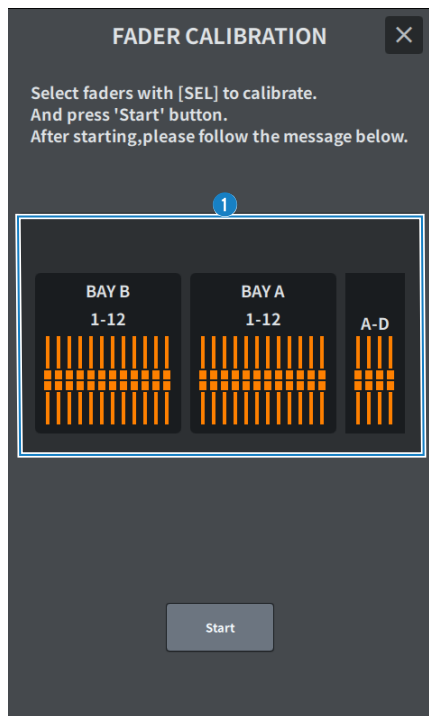 FADER CALIBRATION
Select faders with [SEL] to calibrate.
And press 'Start' button.
After starting,please follow the message below.
1
BAY B
1-12
BAY A
1-12
A-D
Start